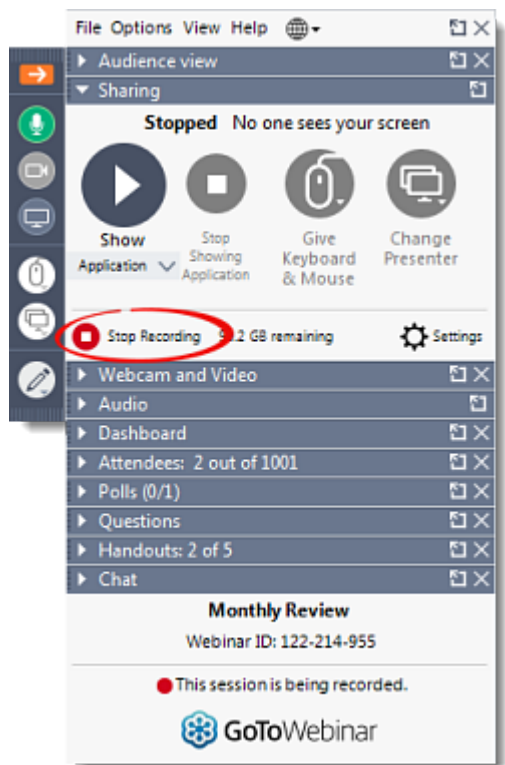 File Options View Help
Audience view
Sharing
Stopped No one sees your screen
Show
Application
Stop
Showing
Application
Give
Keyboard
& Mouse
Change
Presenter
Stop Recording GB remaining
Settings
Webcam and Video
Audio
Dashboard
Attendees: 2 out of 1001
Polls (0/1)
Questions
Handouts: 2 of 5
Chat
Monthly Review
Webinar ID: 122-214-955
This session is being recorded.
GoToWebinar